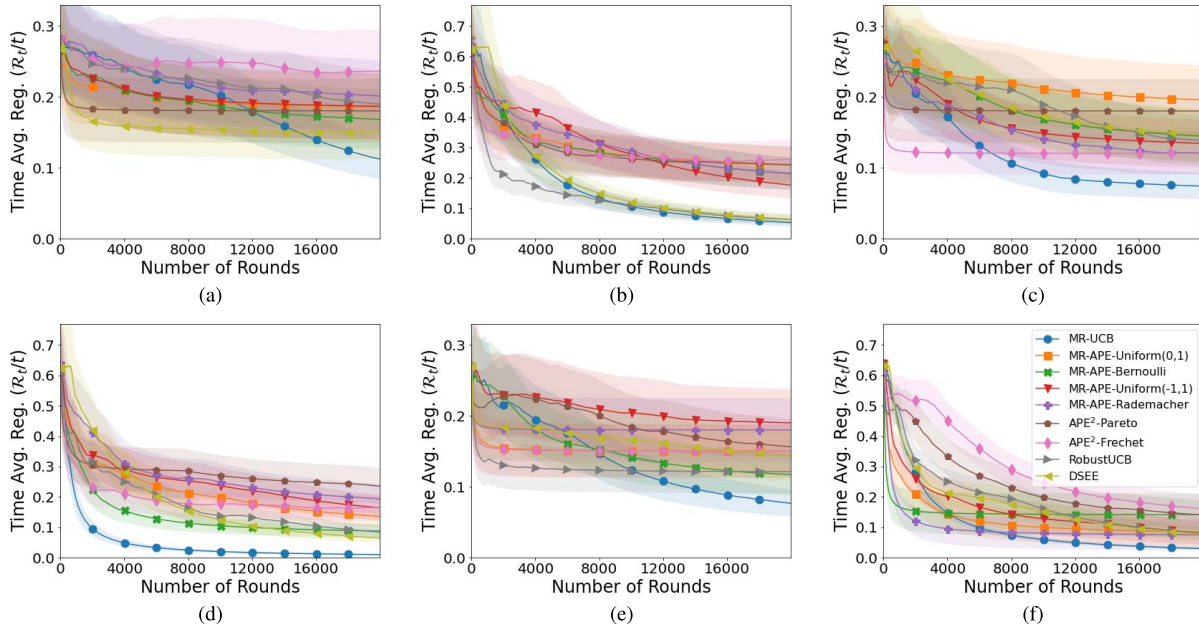 0.3
0.2
0.1
0.0
Time Avg. Reg. (ℛt/t)
0 4000 8000 12000 16000
Number of Rounds
(a)
0.7
0.6
0.5
0.4
0.3
0.2
0.1
0.0
Time Avg. Reg. (ℛt/t)
0 4000 8000 12000 16000
Number of Rounds
(b)
0.3
0.2
0.1
0.0
Time Avg. Reg. (ℛt/t)
0 4000 8000 12000 16000
Number of Rounds
(c)
0.7
0.6
0.5
0.4
0.3
0.2
0.1
0.0
Time Avg. Reg. (ℛt/t)
0 4000 8000 12000 16000
Number of Rounds
(d)
0.3
0.2
0.1
0.0
Time Avg. Reg. (ℛt/t)
0 4000 8000 12000 16000
Number of Rounds
(e)
0.7
0.6
0.5
0.4
0.3
0.2
0.1
0.0
Time Avg. Reg. (ℛt/t)
MR-UCB
MR-APE-Uniform(0,1)
MR-APE-Bernoulli
MR-APE-Uniform(-1,1)
MR-APE-Rademacher
APE²-Pareto
APE²-Frechet
RobustUCB
DSEE
0 4000 8000 12000 16000
Number of Rounds
(f)